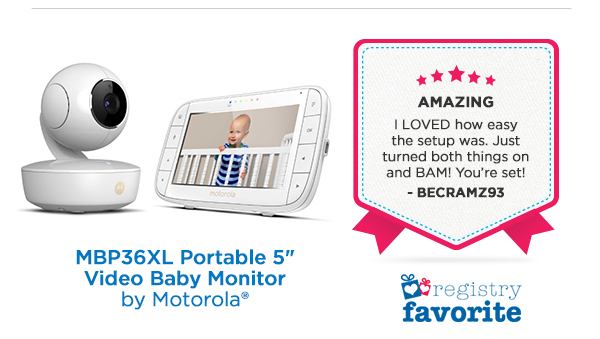 motorola
MBP36XL Portable 5"
Video Baby Monitor
by Motorola®
AMAZING
I LOVED how easy
the setup was. Just
turned both things on
and BAM! You're set!
- BECRAMZ93
registry
favorite